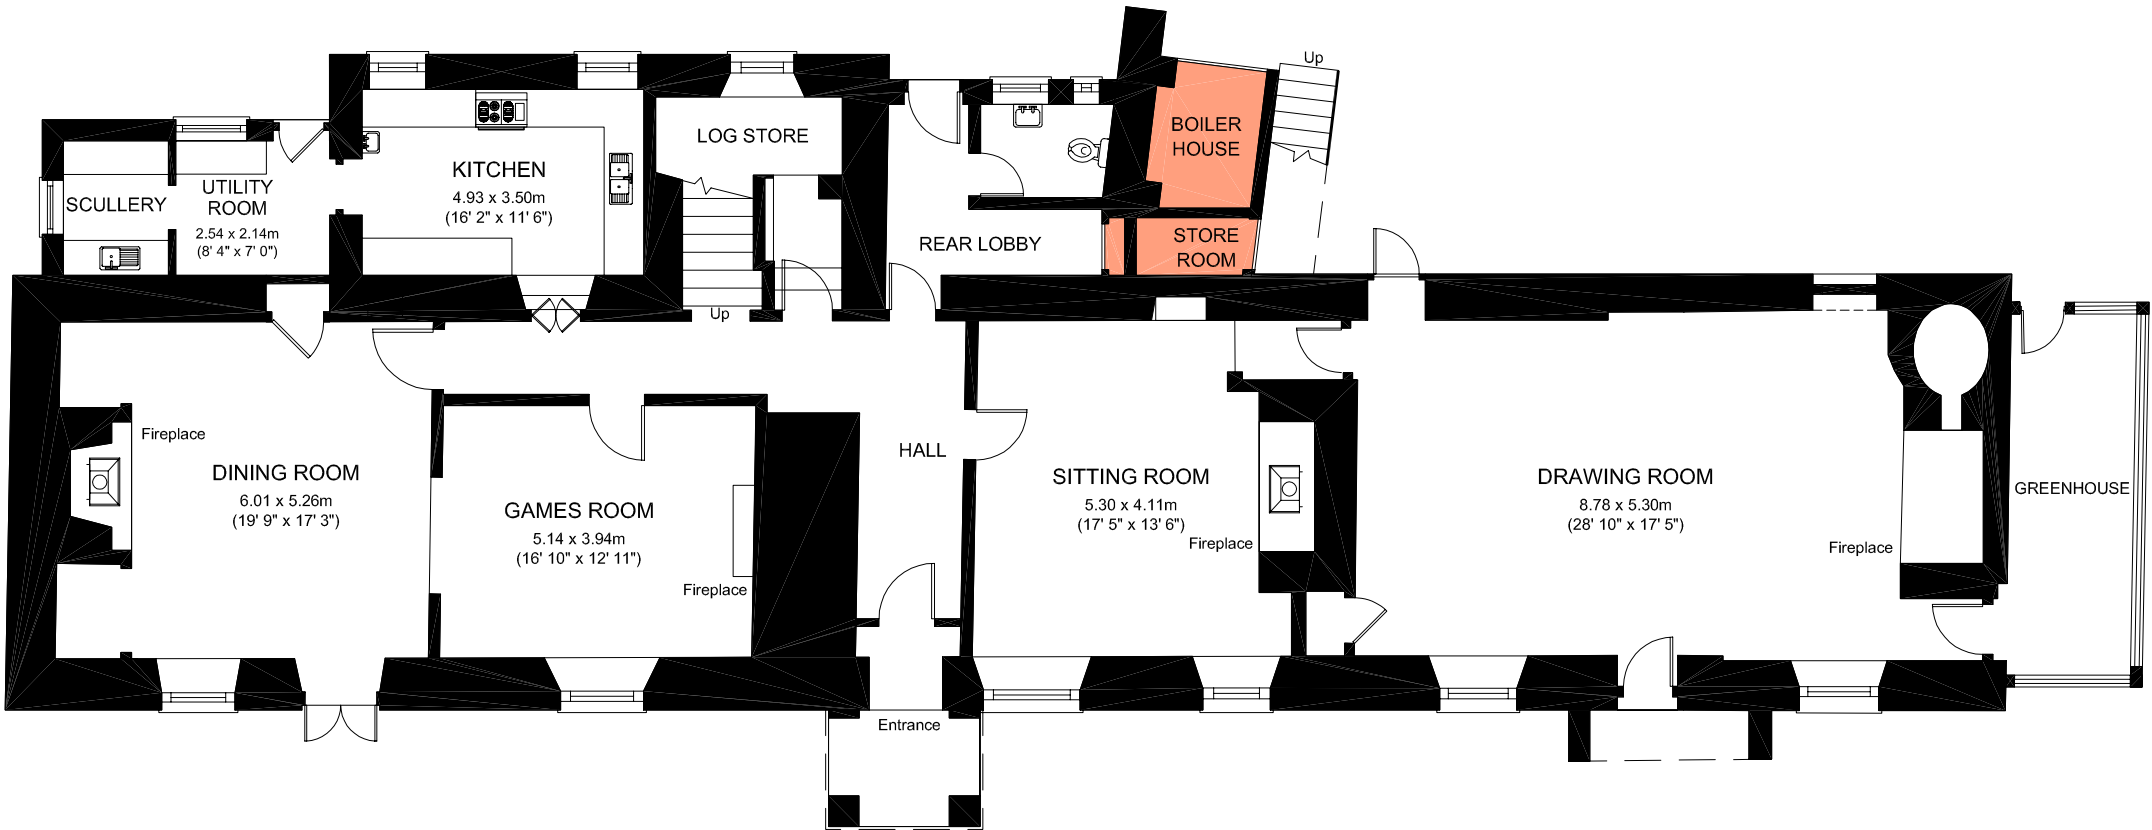 Up
LOG STORE
BOILER
HOUSE
KITCHEN
4.93 x 3.50m
(16' 2" x 11' 6")
UTILITY
ROOM
2.54 x 2.14m
(8' 4" x 7' 0")
SCULLERY
REAR LOBBY
STORE
ROOM
Up
Fireplace
DINING ROOM
6.01 x 5.26m
(19' 9" x 17' 3")
GAMES ROOM
5.14 x 3.94m
(16' 10" x 12' 11")
Fireplace
HALL
SITTING ROOM
5.30 x 4.11m
(17' 5" x 13' 6")
Fireplace
DRAWING ROOM
8.78 x 5.30m
(28' 10" x 17' 5")
Fireplace
GREENHOUSE
Entrance